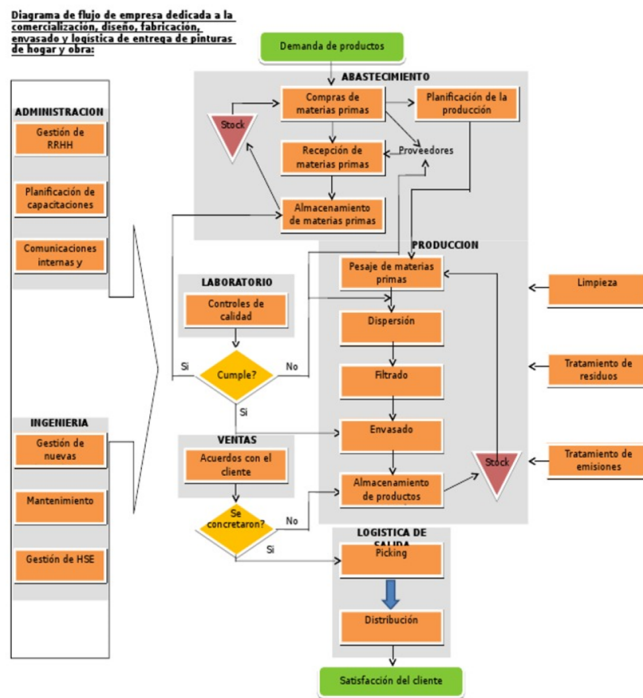 Diagrama de flujo de empresa dedicada a la
comercialización, diseño, fabricación,
envasado y logística de entrega de pinturas
de hogar y obra:
Demanda de productos
ABASTECIMIENTO
Compras de
materias primas
Planificación de la
producción
Stock
Recepción de
materias primas
Proveedores
Almacenamiento
de materias primas
ADMINISTRACION
Gestión de
RRHH
Planificación de
capacitaciones
Comunicaciones
internas y
PRODUCCION
Pesaje de materias
primas
LABORATORIO
Controles de
calidad
Dispersión
Si
Cumple?
No
Filtrado
Si
Envasado
VENTAS
Acuerdos con el
cliente
Almacenamiento
de productos
Stock
Se
concretaron?
No
Si
Limpieza
Tratamiento de
residuos
Tratamiento de
emisiones
INGENIERIA
Gestión de
nuevas
Mantenimiento
Gestión de HSE
LOGISTICA DE
SALIDA
Picking
Distribución
Satisfacción del cliente